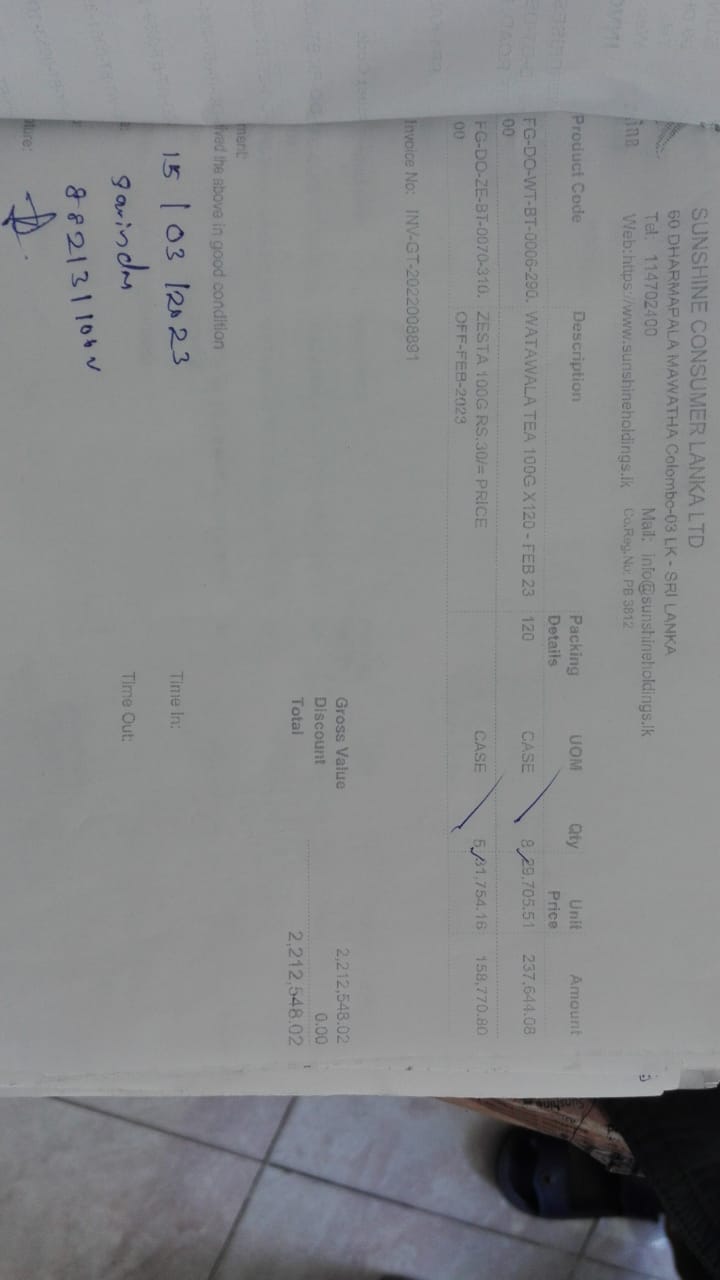 SUNSHINE CONSUMER LANKA LTD
60 DHARMAPALA MAWATHA Colombo-03 LK - SRI LANKA
Tel: 114702400 Mail: info@sunshineholdings.lk
Web:https://www.sunshineholdings.lk Co.Reg.No: PB 3812
Product Code Description Packing Details UOM Qty Unit Price Amount
FG-DO-WT-BT-0006-290. WATAWALA TEA 100G X120 - FEB 23 120 CASE 8 29,705.51 237,644.08
00
FG-DO-ZE-BT-0070-310. ZESTA 100G RS.30/= PRICE CASE 5 31,754.16 158,770.80
00 OFF-FEB-2023
Invoice No: INV-GT-2022008891
Gross Value 2,212,548.02
Discount 0.00
Total 2,212,548.02
ment:
ived the above in good condition
15 / 03 /2023
Time In:
Time Out:
ture: